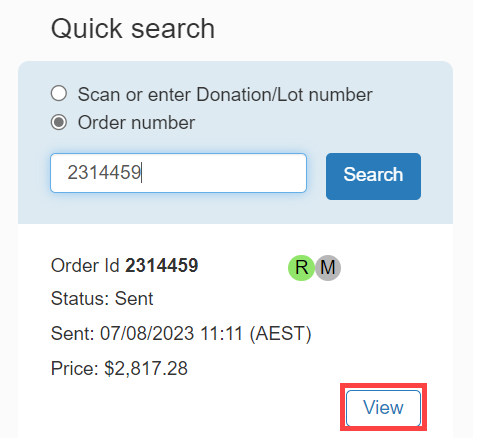 Quick search
Scan or enter Donation/Lot number
Order number
2314459 Search
Order Id 2314459 R M
Status: Sent
Sent: 07/08/2023 11:11 (AEST)
Price: $2,817.28
View